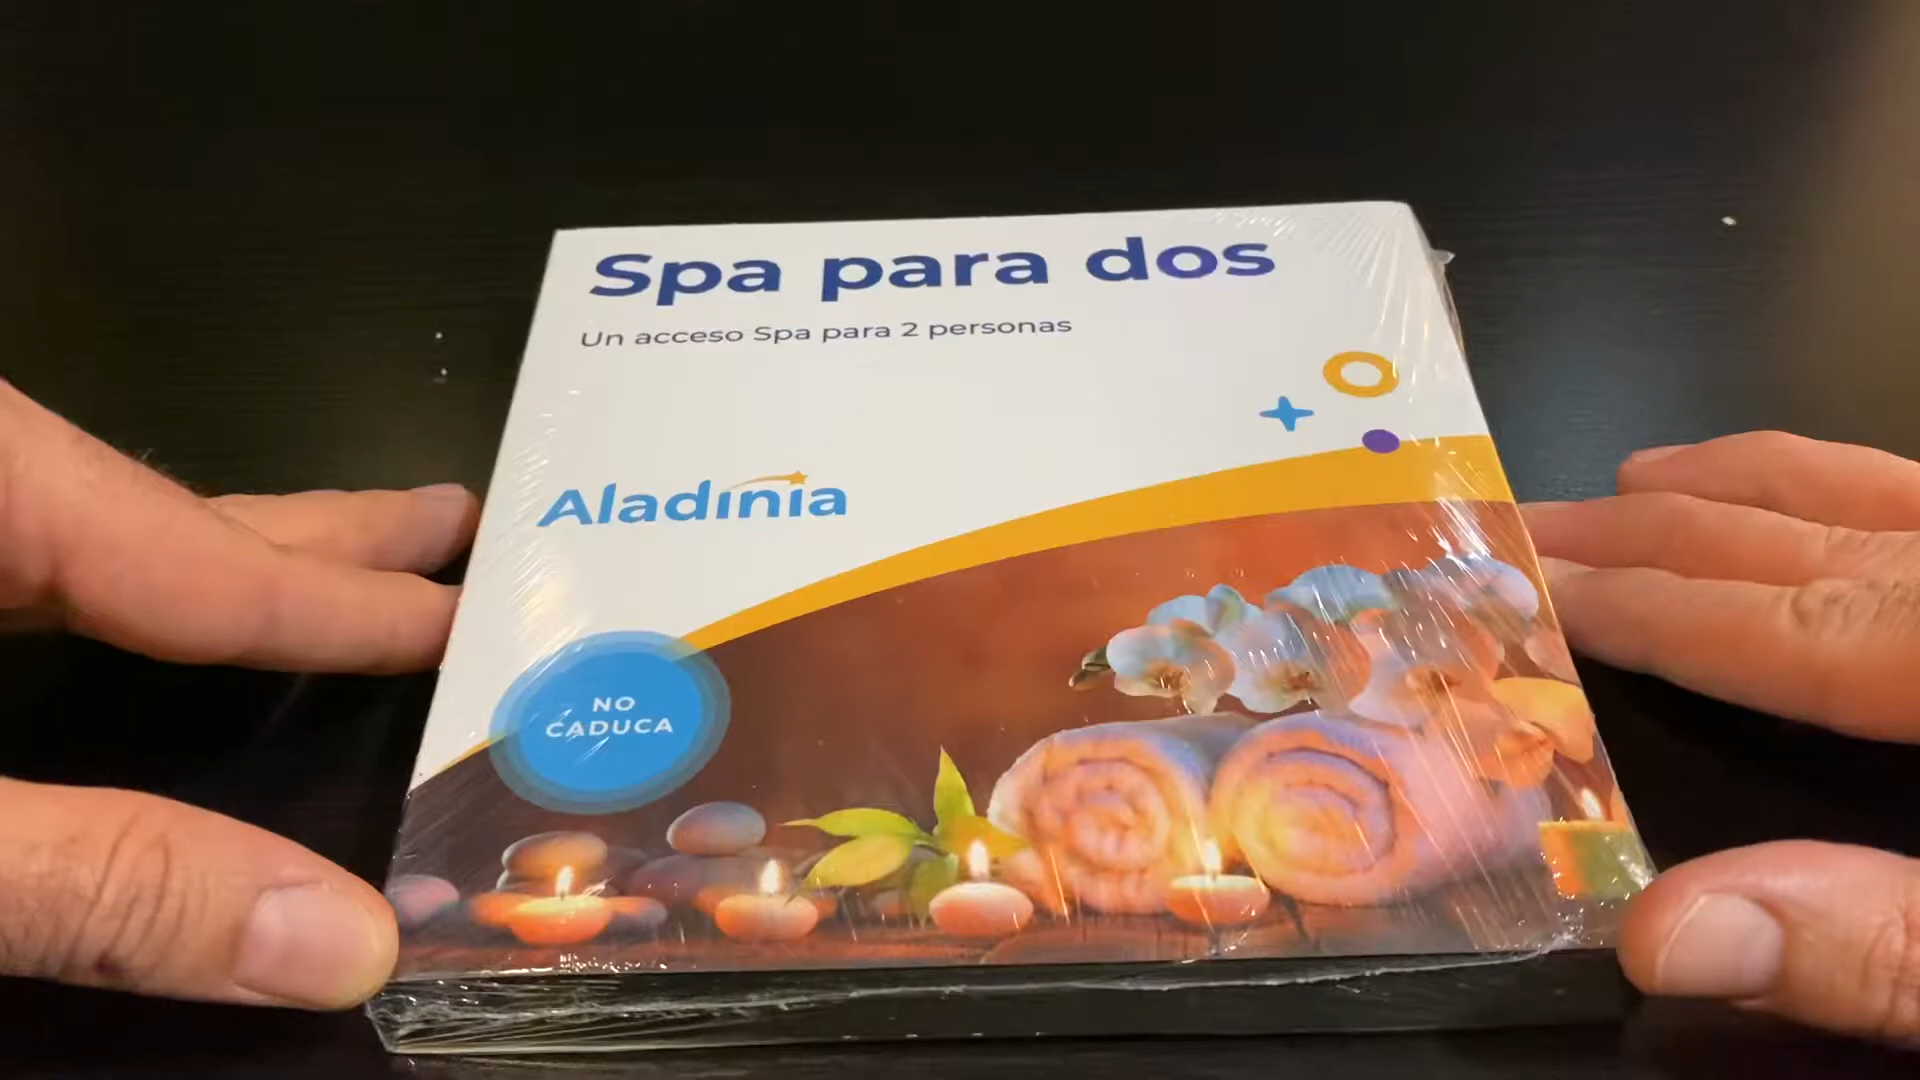 Spa para dos
Un acceso Spa para 2 personas
Aladinia
NO
CADUCA